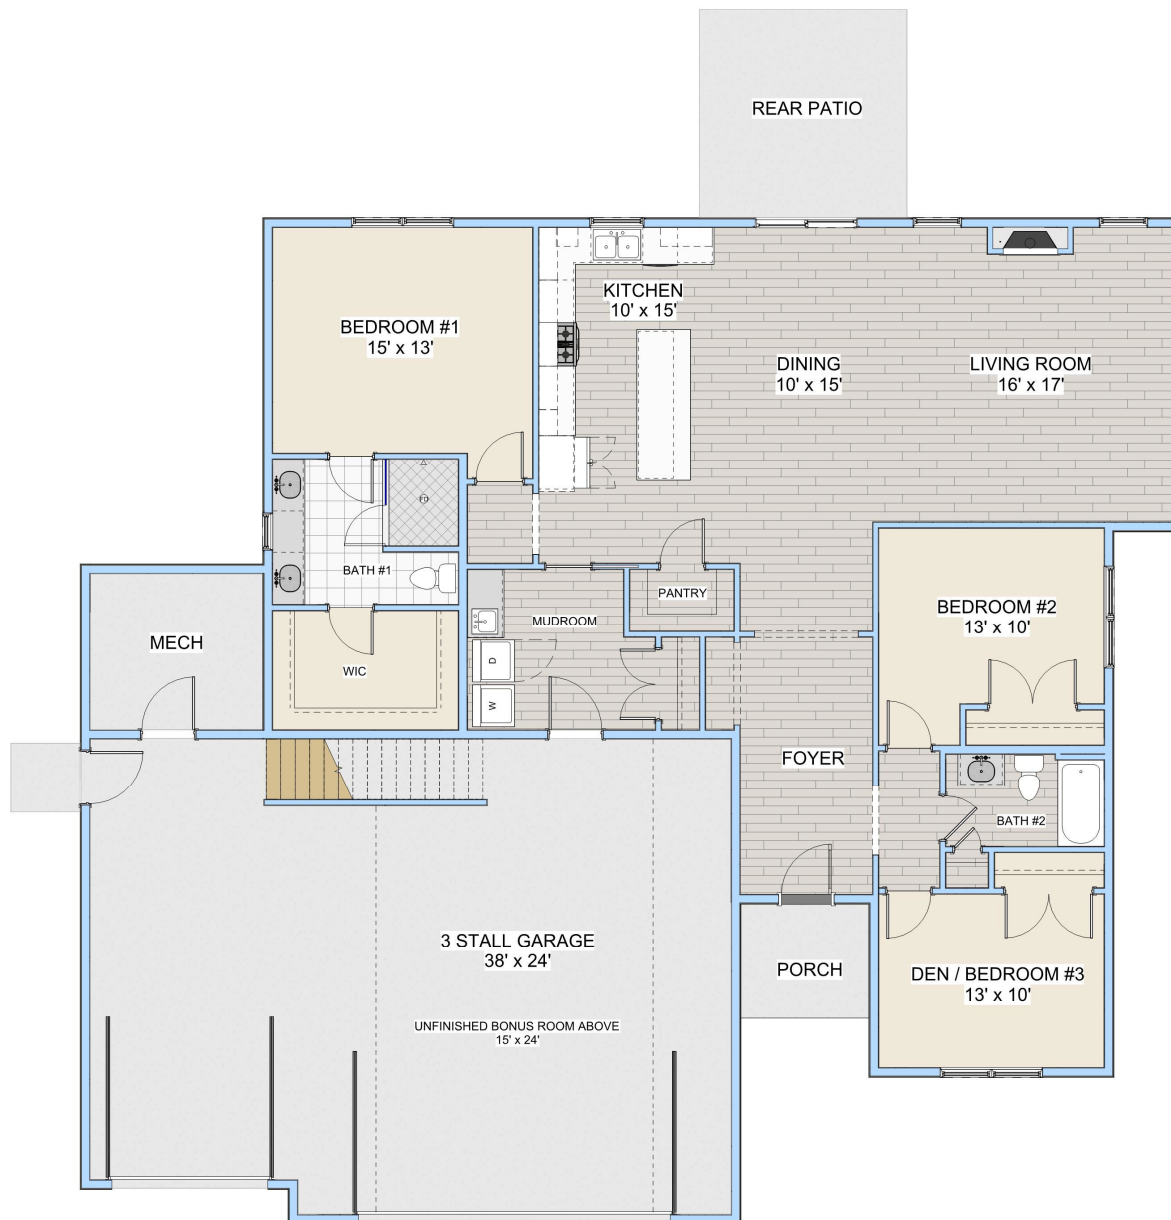 REAR PATIO
KITCHEN
10' x 15'
BEDROOM #1
15' x 13'
DINING
10' x 15'
LIVING ROOM
16' x 17'
FD
BATH #1
PANTRY
BEDROOM #2
13' x 10'
MUDROOM
MECH
WIC
D
W
FOYER
BATH #2
3 STALL GARAGE
38' x 24'
PORCH
DEN / BEDROOM #3
13' x 10'
UNFINISHED BONUS ROOM ABOVE
15' x 24'